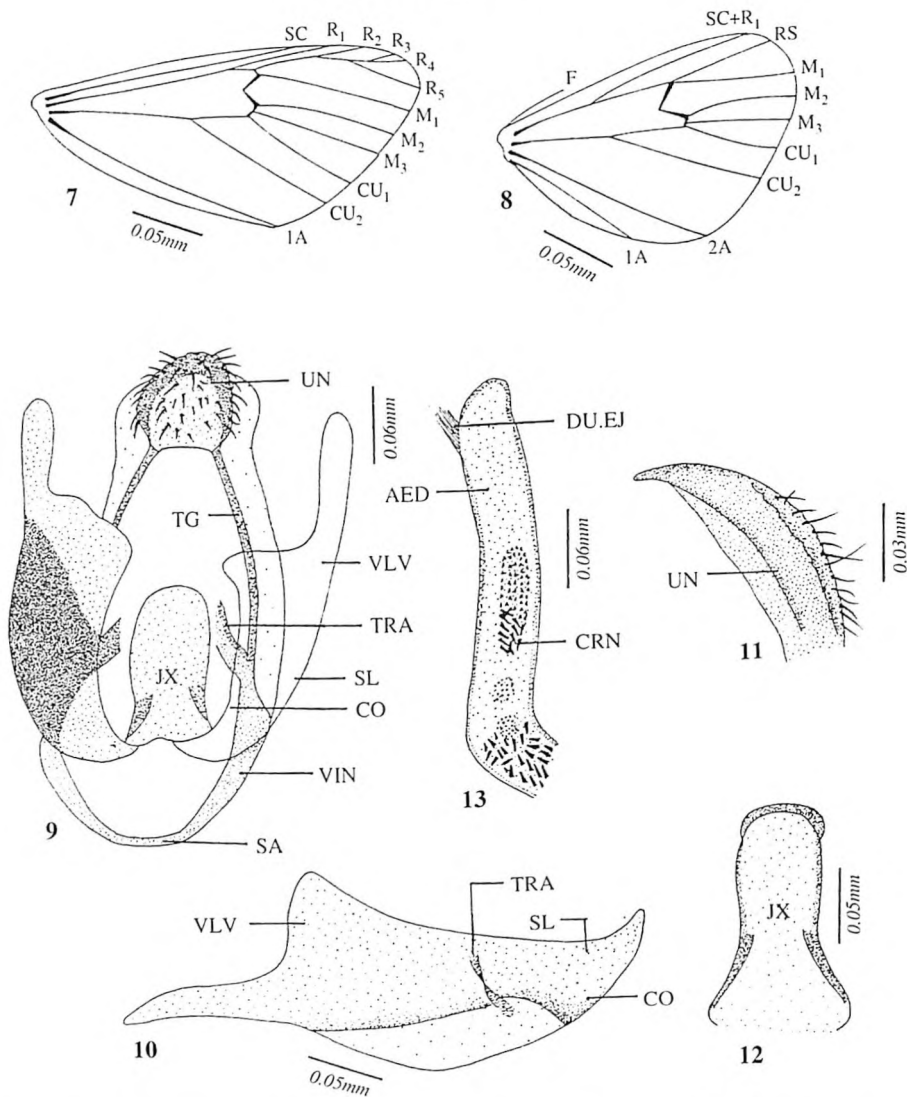 SC R₁ R₂ R₃ R₄
R₅
M₁
M₂
M₃
CU₁
CU₂
1A
7
0.05mm
SC+R₁
RS
F
M₁
M₂
M₃
CU₁
CU₂
2A
1A
8
0.05mm
UN
0.06mm
TG
VLV
TRA
JX
SL
CO
VIN
9
SA
DU.EJ
AED
0.06mm
CRN
13
UN
0.03mm
11
TRA
VLV
SL
CO
10
0.05mm
JX
0.05mm
12